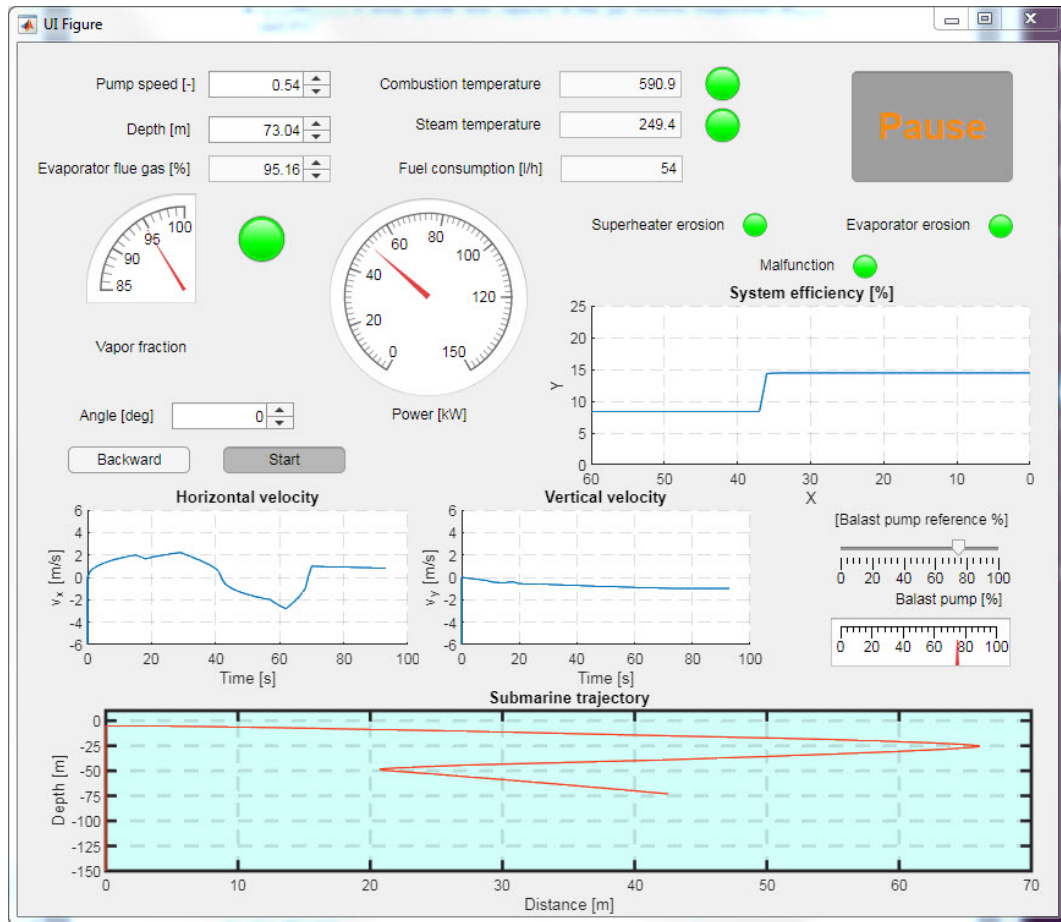 UI Figure
Pump speed [-] 0.54
Combustion temperature 590.9
Pause
Depth [m] 73.04
Steam temperature 249.4
Evaporator flue gas [%] 95.16
Fuel consumption [l/h] 54
85 90 95 100
Vapor fraction
0 20 40 60 80 100 120 150
Power [kW]
Superheater erosion
Evaporator erosion
Malfunction
System efficiency [%]
25
20
15
10
5
0
Y
60 50 40 30 20 10 0
X
Angle [deg] 0
Backward
Start
Horizontal velocity
6
4
2
0
-2
-4
-6
v_x [m/s]
0 20 40 60 80 100
Time [s]
Vertical velocity
6
4
2
0
-2
-4
-6
v_y [m/s]
0 20 40 60 80 100
Time [s]
[Balast pump reference %]
0 20 40 60 80 100
Balast pump [%]
0 20 40 60 80 100
Submarine trajectory
0
-25
-50
-75
-100
-125
-150
Depth [m]
0 10 20 30 40 50 60 70
Distance [m]